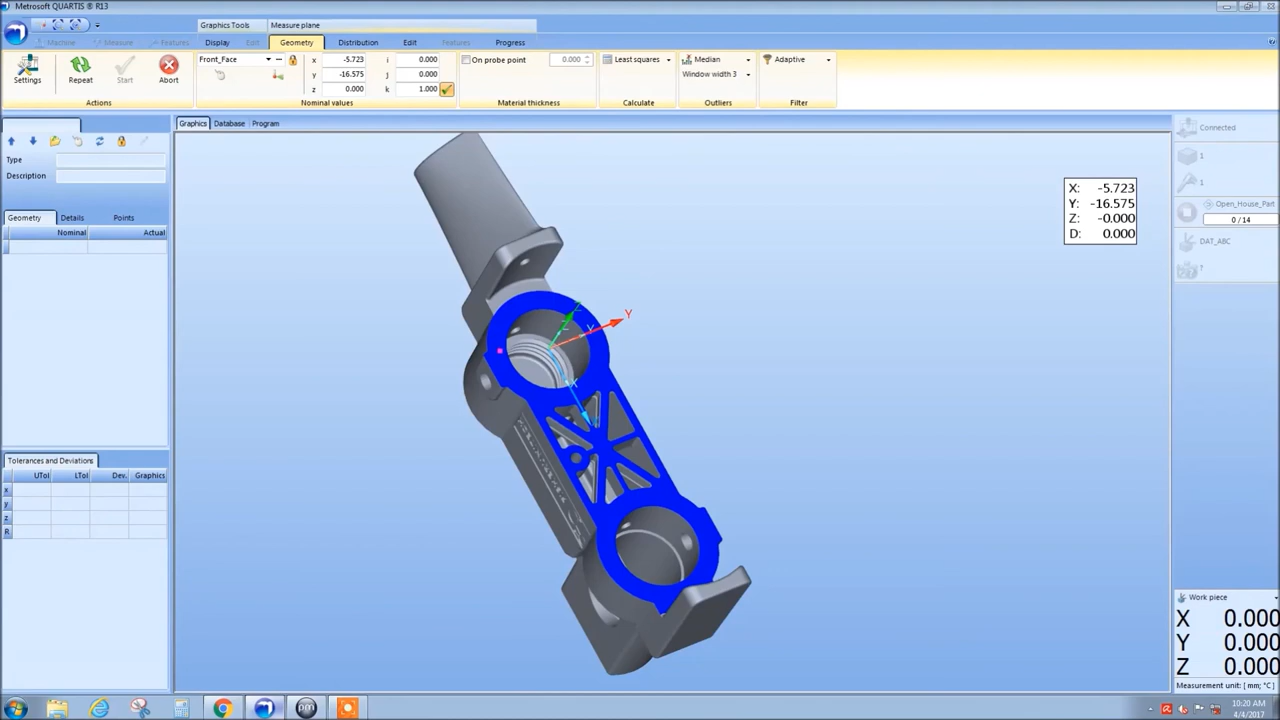 Metrosoft QUARTIS ® R13
Graphics Tools
Measure plane
Machine
Measure
Features
Display
Edit
Geometry
Distribution
Edit
Features
Progress
Settings
Repeat
Start
Abort
Actions
Front_Face
x -5.723
y -16.575
z 0.000
i 0.000
j 0.000
k 1.000
Nominal values
On probe point 0.000
Material thickness
Least squares
Calculate
Median
Window width 3
Outliers
Adaptive
Filter
Graphics
Database
Program
Type
Description
Geometry
Details
Points
Nominal
Actual
Tolerances and Deviations
UTol
LTol
Dev.
Graphics
x
y
z
R
X: -5.723
Y: -16.575
Z: -0.000
D: 0.000
Y
Y
Z
Z
X
Connected
1
1
Open_House_Part
0 / 14
DAT_ABC
?
Work piece
X 0.000
Y 0.000
Z 0.000
Measurement unit: [ mm; °C ]
pm
10:20 AM
4/4/2017